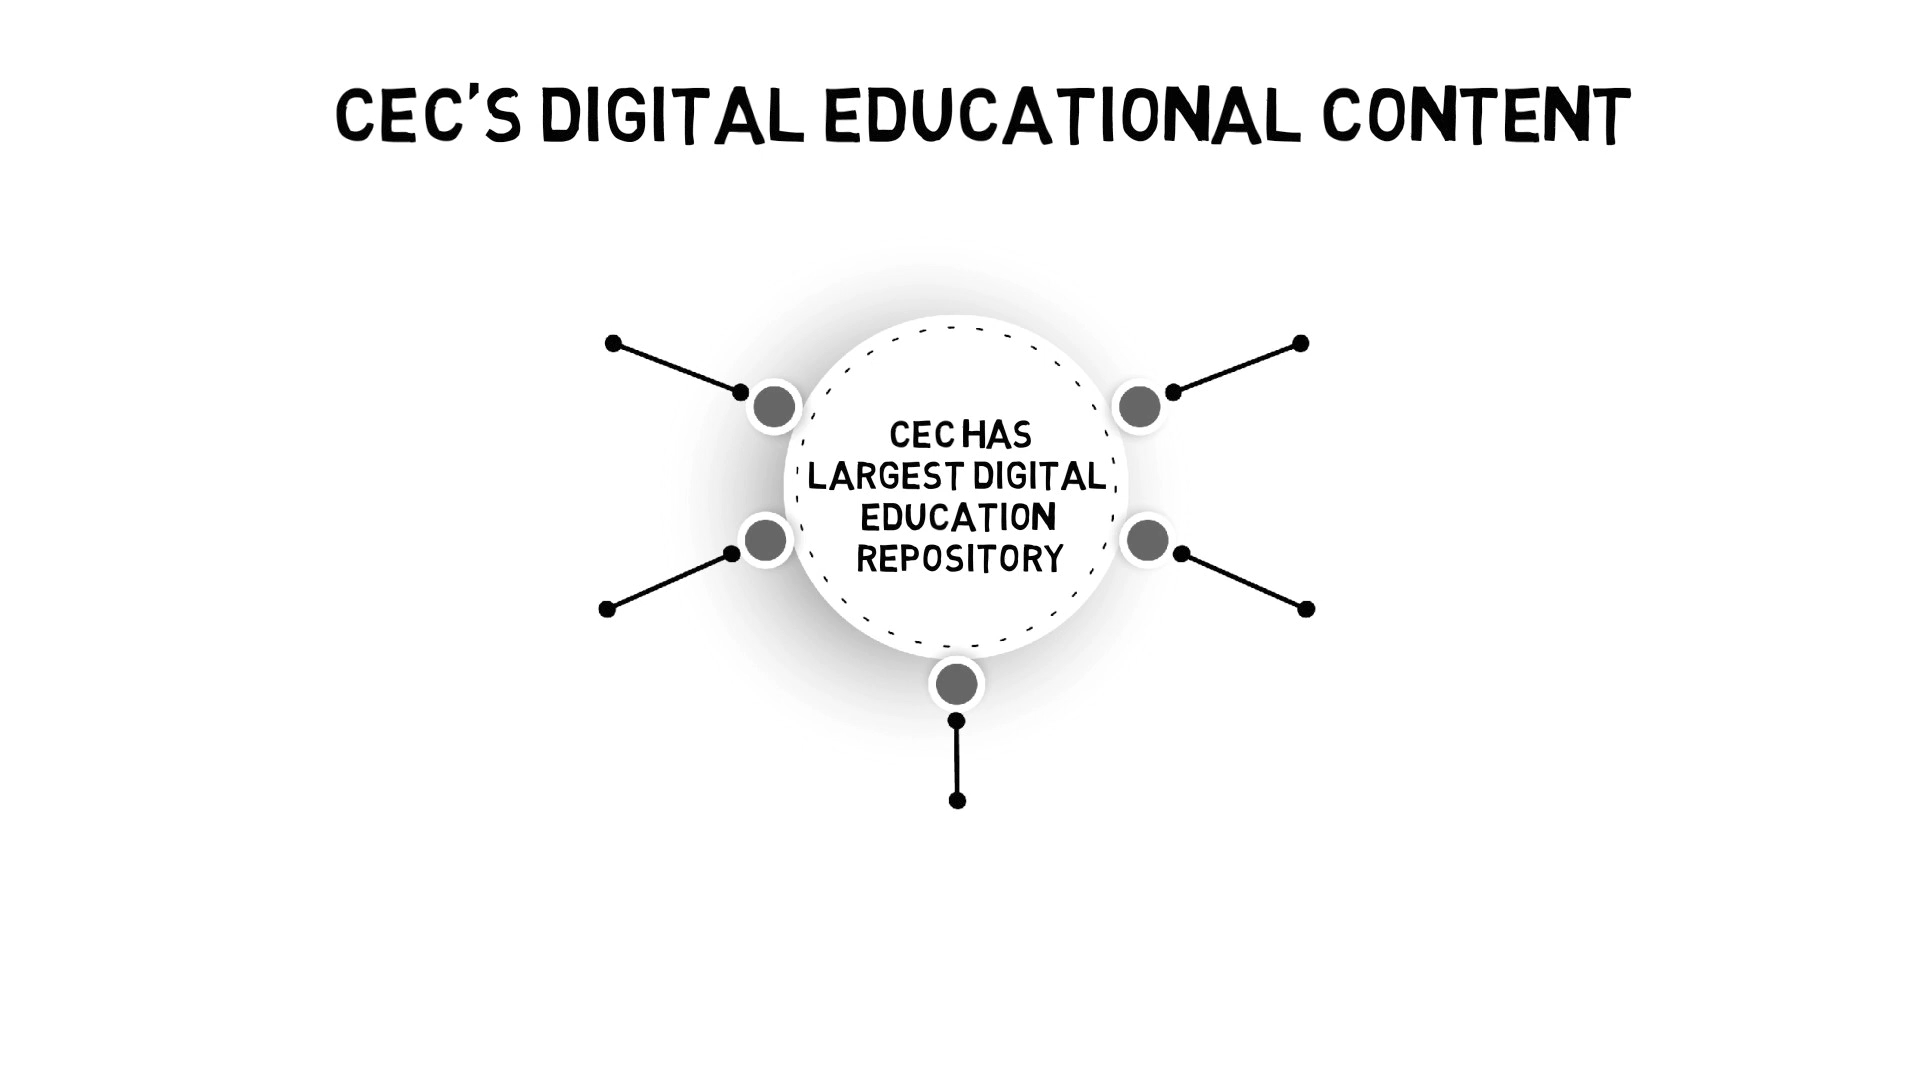 CEC'S DIGITAL EDUCATIONAL CONTENT
CEC HAS
LARGEST DIGITAL
EDUCATION
REPOSITORY